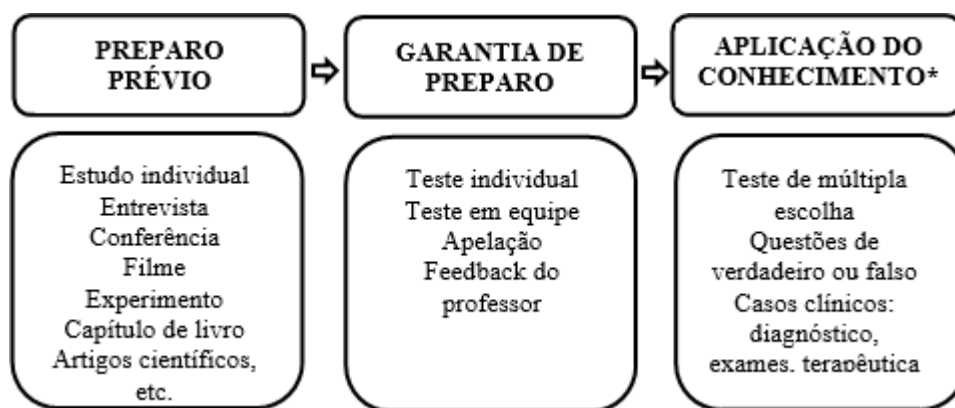 PREPARO
PRÉVIO
GARANTIA DE
PREPARO
APLICAÇÃO DO
CONHECIMENTO*
Estudo individual
Entrevista
Conferência
Filme
Experimento
Capítulo de livro
Artigos científicos,
etc.
Teste individual
Teste em equipe
Apelação
Feedback do
professor
Teste de múltipla
escolha
Questões de
verdadeiro ou falso
Casos clínicos:
diagnóstico,
exames, terapêutica